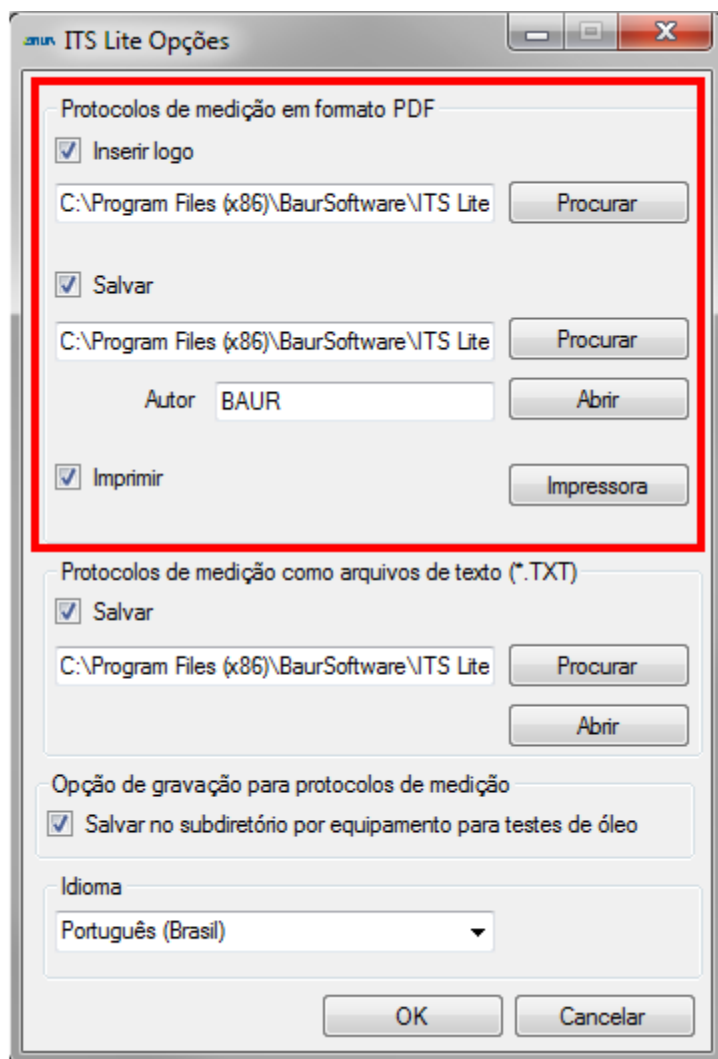 BAUR ITS Lite Opções
Protocolos de medição em formato PDF
Inserir logo
C:\Program Files (x86)\BaurSoftware\ITS Lite Procurar
Salvar
C:\Program Files (x86)\BaurSoftware\ITS Lite Procurar
Autor BAUR Abrir
Imprimir Impressora
Protocolos de medição como arquivos de texto (*.TXT)
Salvar
C:\Program Files (x86)\BaurSoftware\ITS Lite Procurar
Abrir
Opção de gravação para protocolos de medição
Salvar no subdiretório por equipamento para testes de óleo
Idioma
Português (Brasil)
OK Cancelar